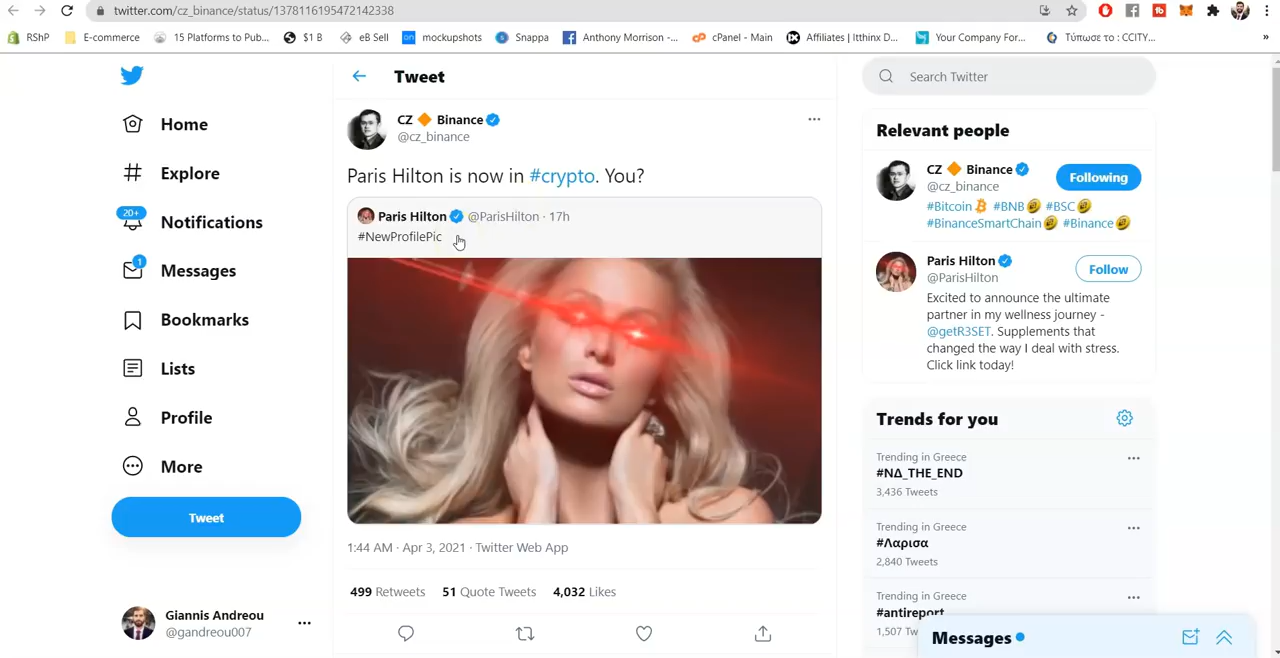 twitter.com/cz_binance/status/1378116195472142338
RShP
E-commerce
15 Platforms to Pub...
$1 B
eB Sell
mockupshots
Snappa
Anthony Morrison -...
cPanel - Main
Affiliates | Itthinx D...
Your Company For...
Τύπωσε το : CCITY...
»
Home
Explore
20+
Notifications
1
Messages
Bookmarks
Lists
Profile
More
Tweet
Giannis Andreou
@gandreou007
Tweet
CZ 🔶 Binance
@cz_binance
Paris Hilton is now in #crypto. You?
Paris Hilton @ParisHilton · 17h
#NewProfilePic
1:44 AM · Apr 3, 2021 · Twitter Web App
499 Retweets 51 Quote Tweets 4,032 Likes
Search Twitter
Relevant people
CZ 🔶 Binance
@cz_binance
Following
#Bitcoin #BNB #BSC
#BinanceSmartChain #Binance
Paris Hilton
@ParisHilton
Follow
Excited to announce the ultimate
partner in my wellness journey -
@getR3SET. Supplements that
changed the way I deal with stress.
Click link today!
Trends for you
Trending in Greece
#ΝΔ_THE_END
3,436 Tweets
Trending in Greece
#Λαρισα
2,840 Tweets
Trending in Greece
#antireport
1,507 Tw
Messages